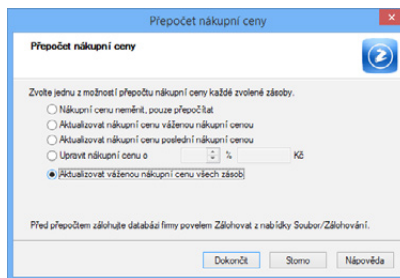 Přepočet nákupní ceny
Přepočet nákupní ceny
Zvolte jednu z možností přepočtu nákupní ceny každé zvolené zásoby.
Nákupní cenu neměnit, pouze přepočítat
Aktualizovat nákupní cenu váženou nákupní cenou
Aktualizovat nákupní cenu poslední nákupní cenou
Upravit nákupní cenu o % Kč
Aktualizovat váženou nákupní cenu všech zásob
Před přepočtem zálohujte databázi firmy povelem Zálohovat z nabídky Soubor/Zálohování.
Dokončit Storno Nápověda